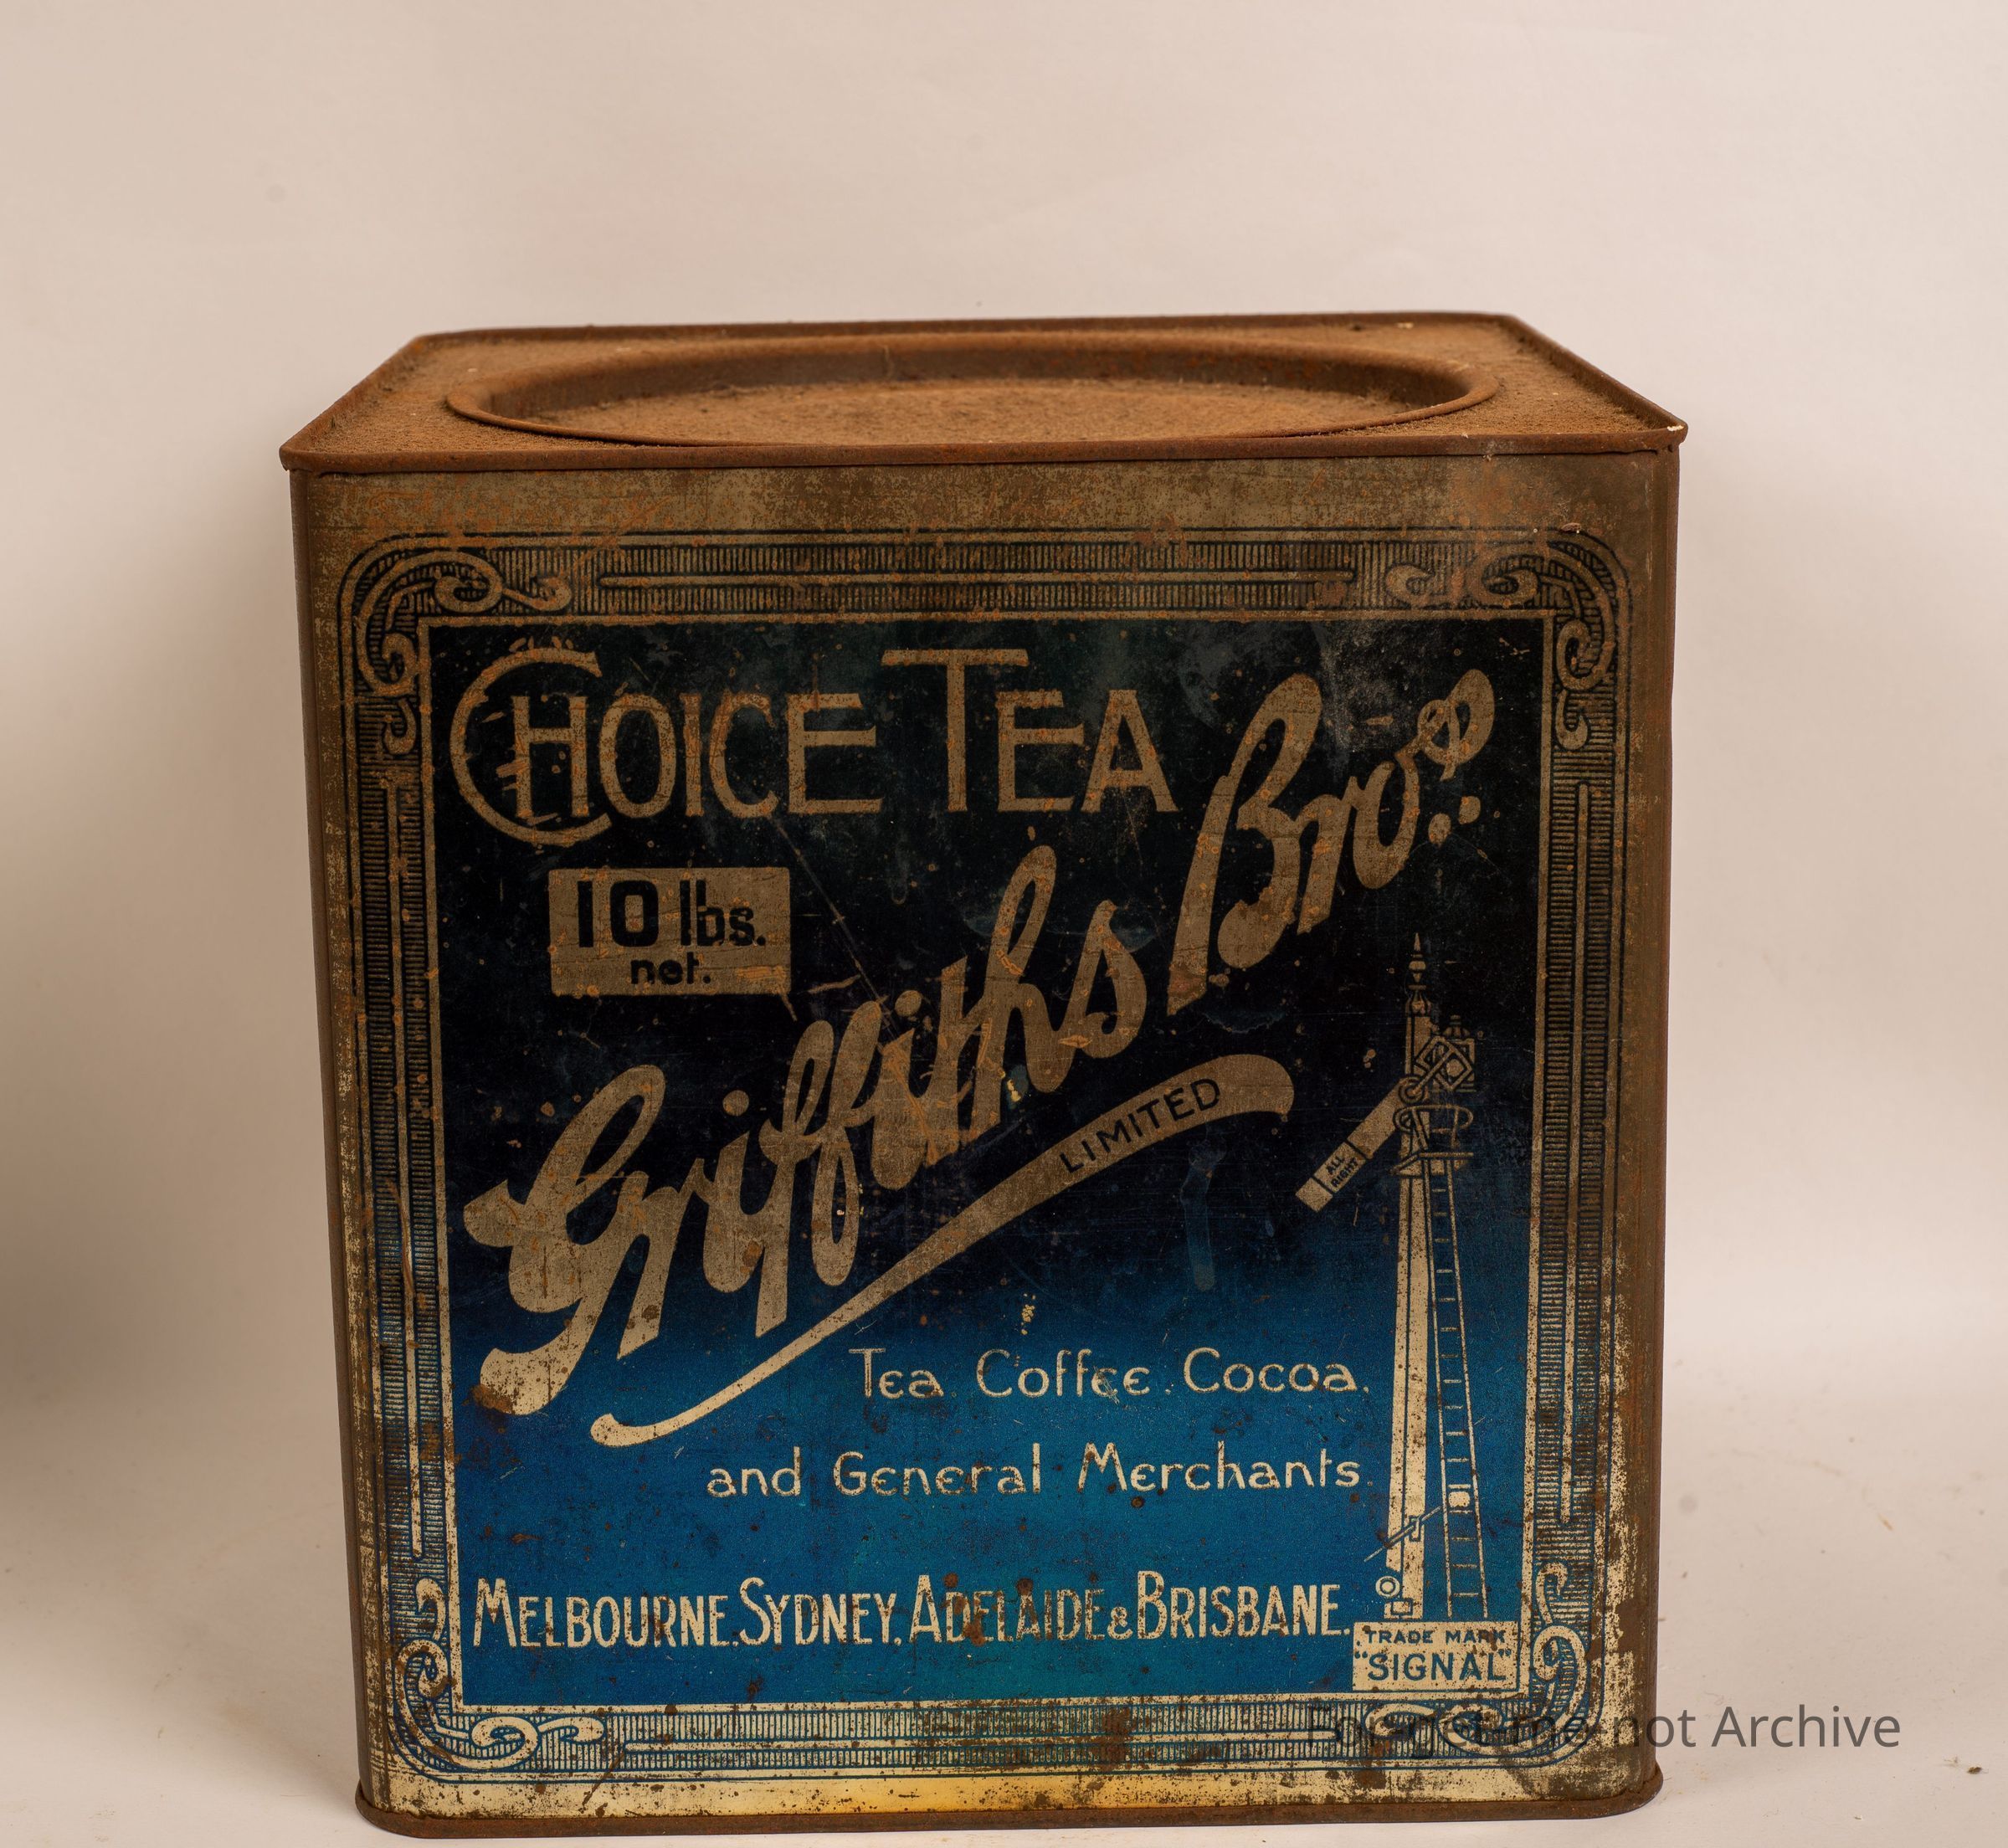 CHOICE TEA
10 lbs.
net.
Griffiths Bros.
LIMITED
ALL
RIGHT
Tea. Coffee. Cocoa.
and General Merchants.
MELBOURNE. SYDNEY. ADELAIDE & BRISBANE.
TRADE MARK
"SIGNAL"
Forget me not Archive